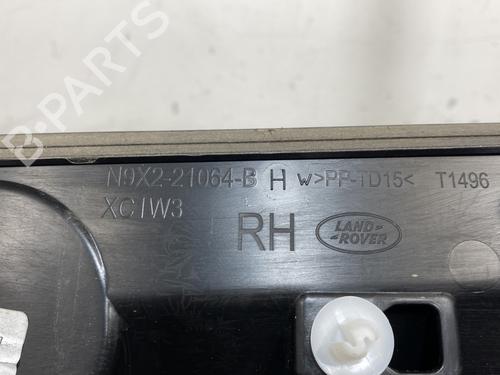 B-PARTS
N9X2-21064-B H W>PP-TD15< T1496
XC1W3
RH
LAND-
-ROVER